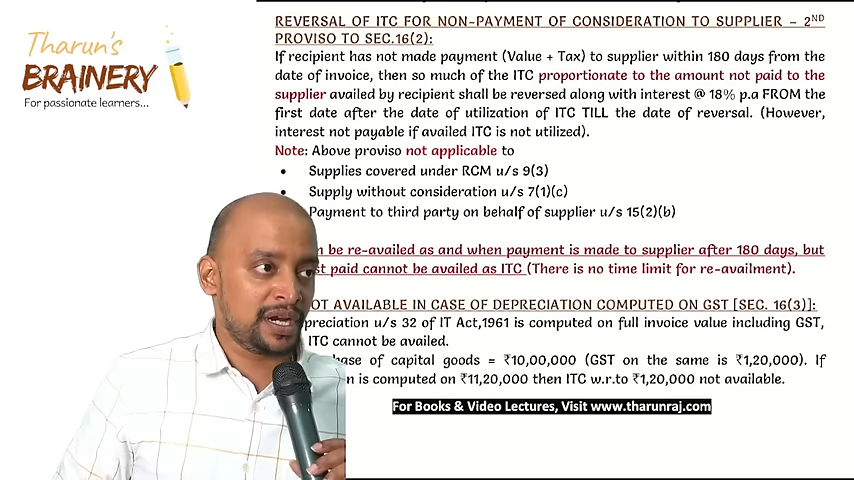 Tharun's
BRAINERY
For passionate learners...
REVERSAL OF ITC FOR NON-PAYMENT OF CONSIDERATION TO SUPPLIER – 2ND
PROVISO TO SEC.16(2):
If recipient has not made payment (Value + Tax) to supplier within 180 days from the
date of invoice, then so much of the ITC proportionate to the amount not paid to the
supplier availed by recipient shall be reversed along with interest @ 18% p.a FROM the
first date after the date of utilization of ITC TILL the date of reversal. (However,
interest not payable if availed ITC is not utilized).
Note: Above proviso not applicable to
• Supplies covered under RCM u/s 9(3)
• Supply without consideration u/s 7(1)(c)
Payment to third party on behalf of supplier u/s 15(2)(b)
be re-availed as and when payment is made to supplier after 180 days, but
paid cannot be availed as ITC (There is no time limit for re-availment).
AVAILABLE IN CASE OF DEPRECIATION COMPUTED ON GST [SEC. 16(3)]:
u/s 32 of IT Act,1961 is computed on full invoice value including GST,
ITC cannot be availed.
of capital goods = ₹10,00,000 (GST on the same is ₹1,20,000). If
is computed on ₹11,20,000 then ITC w.r.to ₹1,20,000 not available.
For Books & Video Lectures, Visit www.tharunraj.com